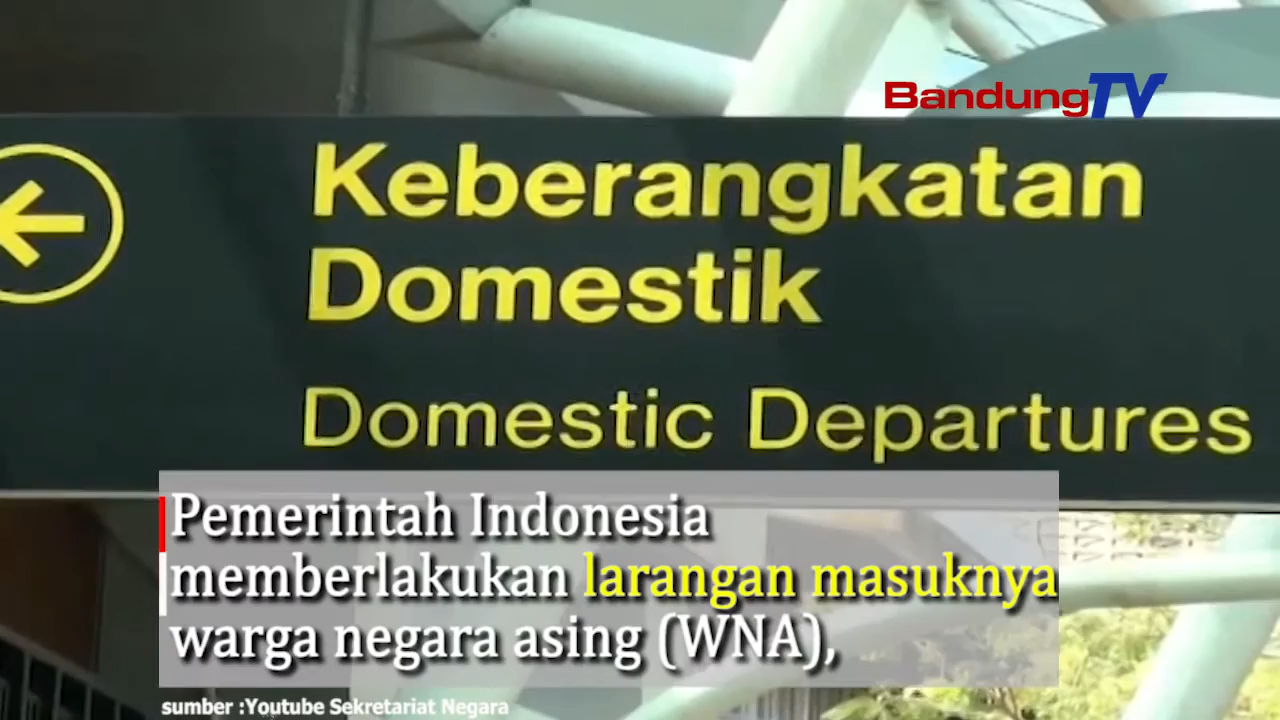 BandungTV
Keberangkatan
Domestik
Domestic Departures
Pemerintah Indonesia
memberlakukan larangan masuknya
warga negara asing (WNA),
sumber :Youtube Sekretariat Negara